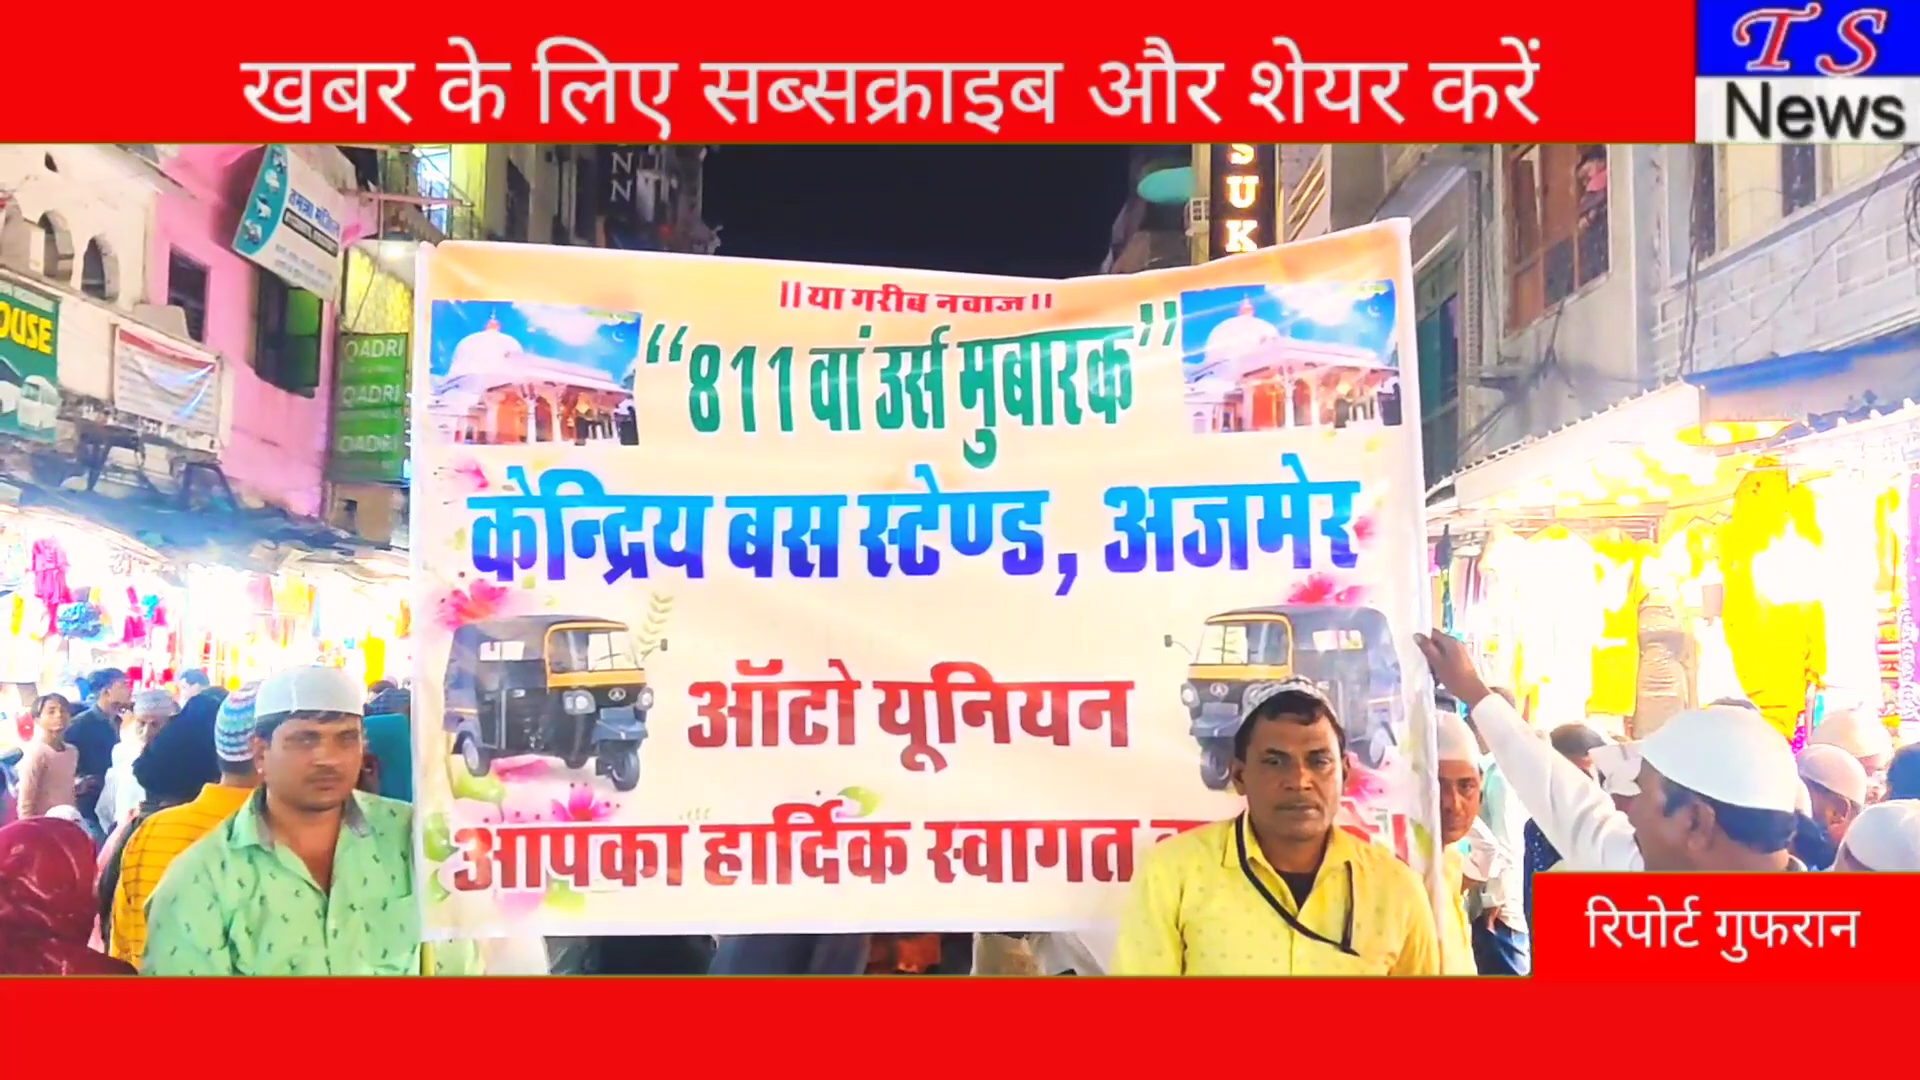 खबर के लिए सब्सक्राइब और शेयर करें
TS
News
NN
SUK
OUSE
QADRI
QADRI
QADRI
||या गरीब नवाज||
“811 वां उर्स मुबारक”
केन्द्रिय बस स्टेण्ड, अजमेर
ऑटो यूनियन
आपका हार्दिक स्वागत
रिपोर्ट गुफरान